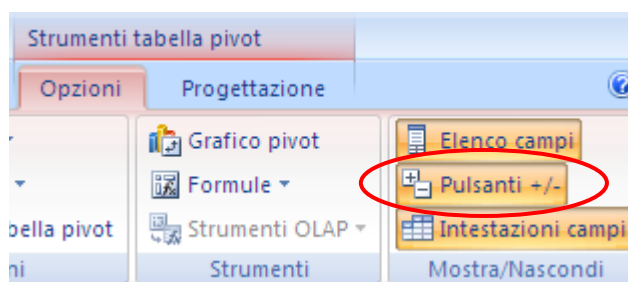 Strumenti tabella pivot
Opzioni Progettazione
Grafico pivot Elenco campi
Formule Pulsanti +/-
pivot Strumenti OLAP Intestazioni campi
Strumenti Mostra/Nascondi